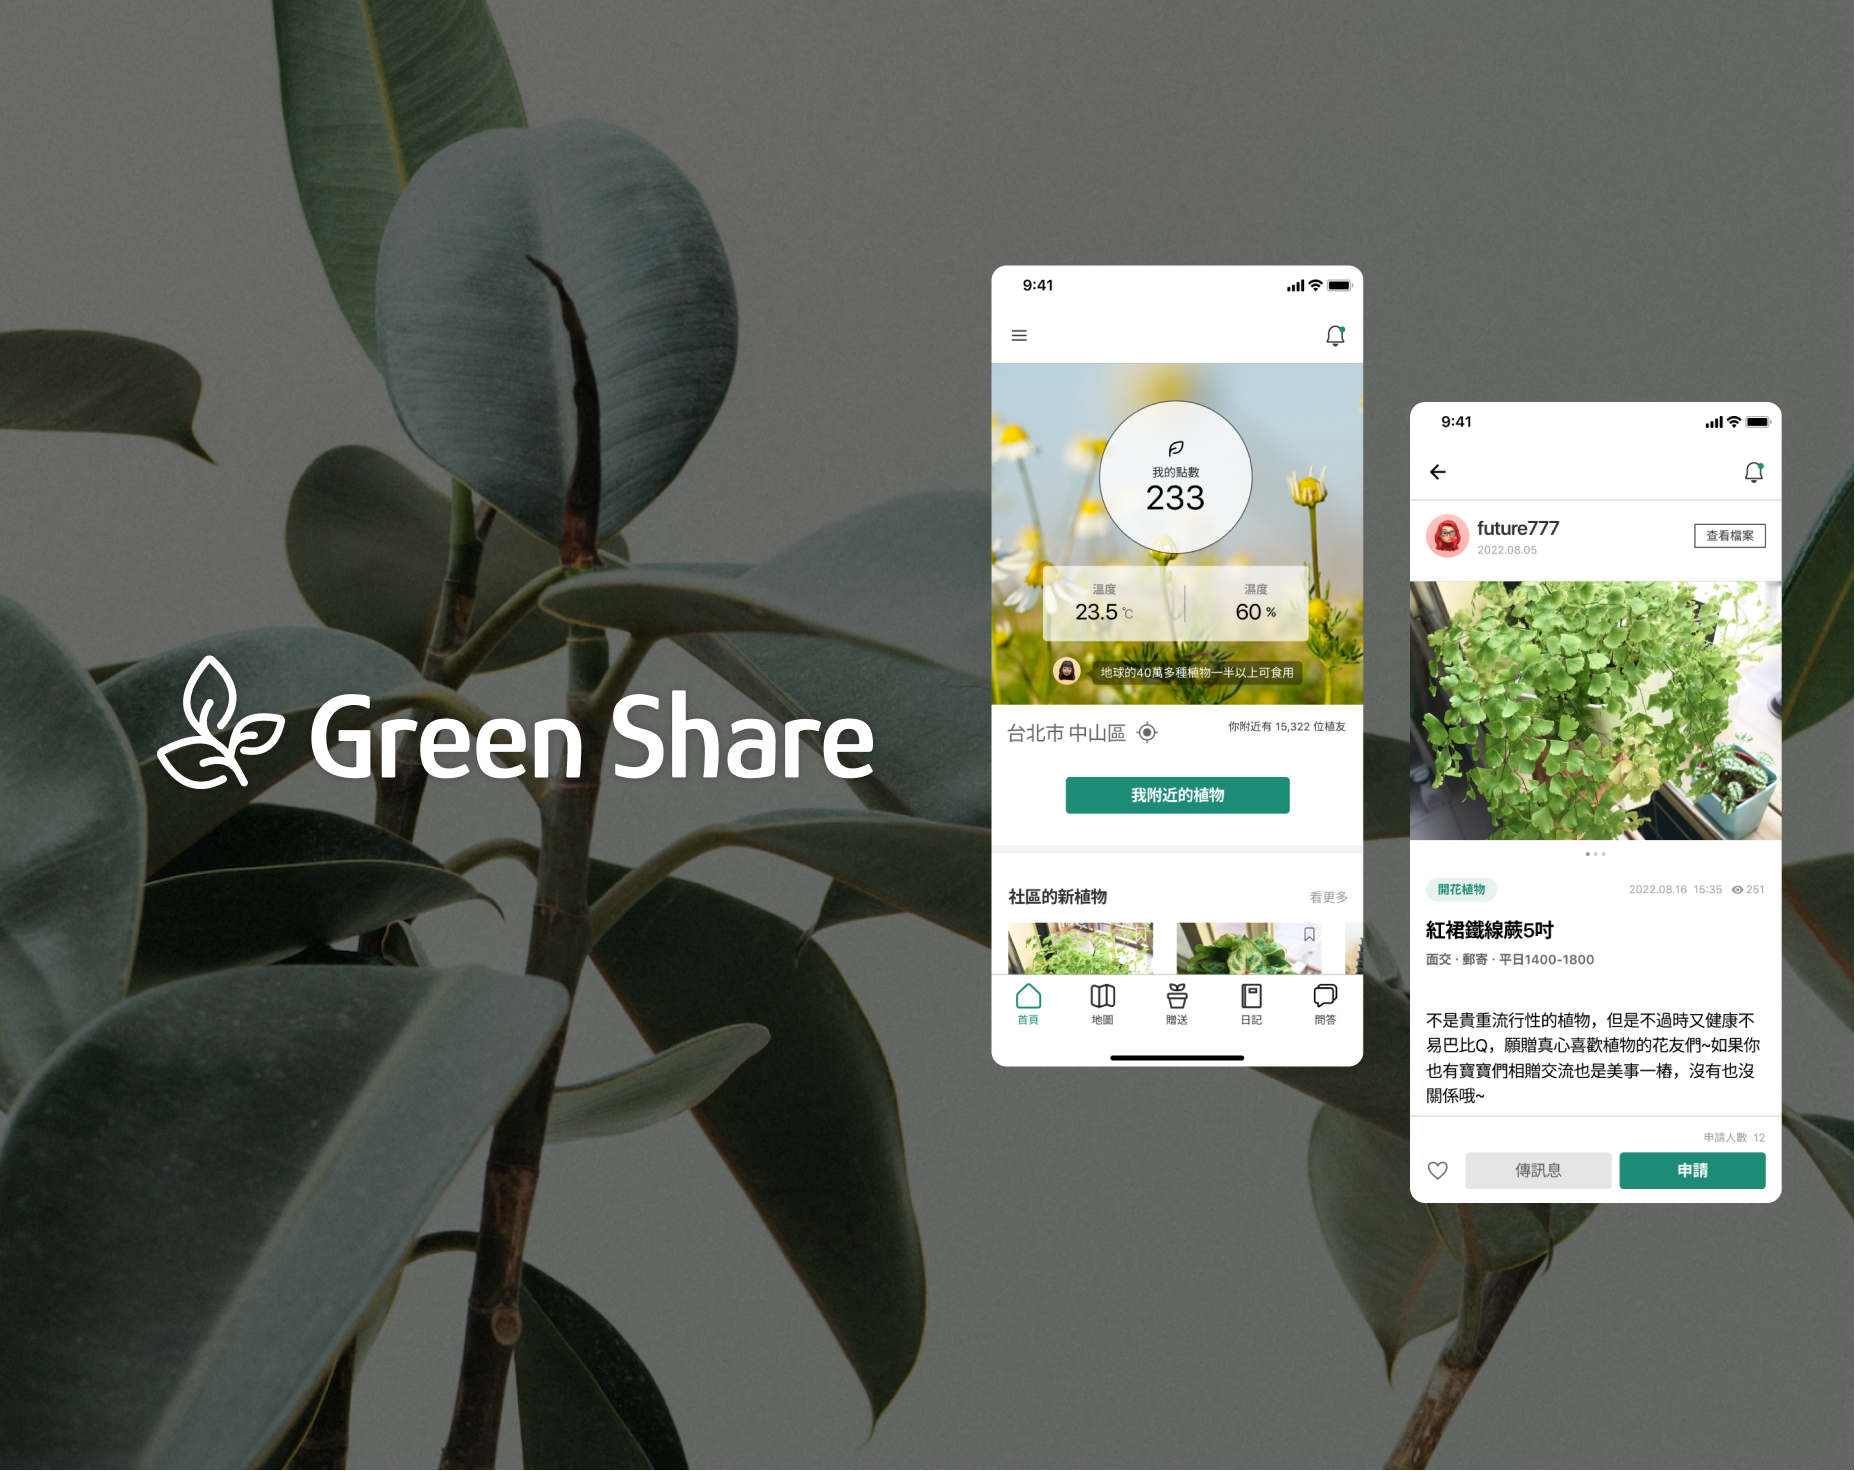 Green Share
9:41
我的點數
233
溫度
濕度
23.5 °C
60 %
地球的40萬多種植物一半以上可食用
台北市 中山區
你附近有 15,322 位植友
我附近的植物
社區的新植物
看更多
首頁
地圖
贈送
日記
問答
9:41
future777
2022.08.05
查看檔案
開花植物
2022.08.16 15:35 251
紅裙鐵線蕨5吋
面交 · 郵寄 · 平日1400-1800
不是貴重流行性的植物，但是不過時又健康不
易巴比Q，願贈真心喜歡植物的花友們~如果你
也有寶寶們相贈交流也是美事一樁，沒有也沒
關係哦~
申請人數 12
傳訊息
申請